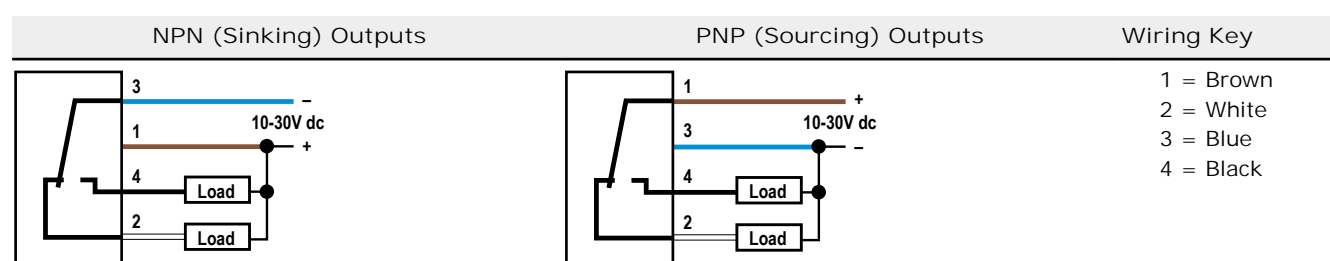 NPN (Sinking) Outputs PNP (Sourcing) Outputs Wiring Key
3
–
10-30V dc
1
+
4
Load
2
Load
1
+
10-30V dc
3
–
4
Load
2
Load
1 = Brown
2 = White
3 = Blue
4 = Black